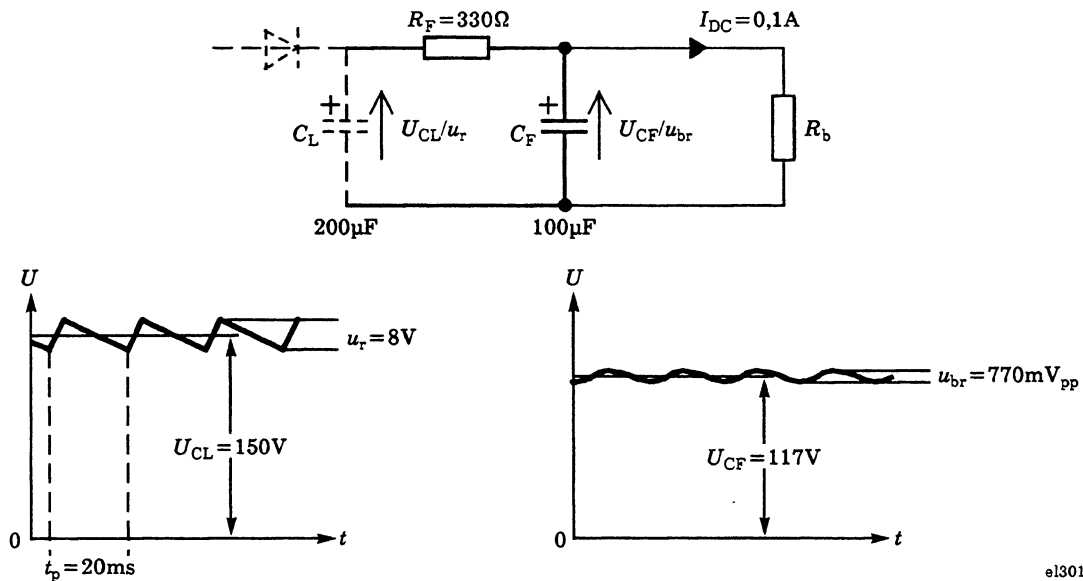 R_F=330Ω
I_DC=0,1A
+
C_L
U_CL/u_r
+
C_F
U_CF/u_br
R_b
200μF
100μF
U
u_r=8V
U_CL=150V
0
t
t_p=20ms
U
u_br=770mV_pp
U_CF=117V
0
t
el301